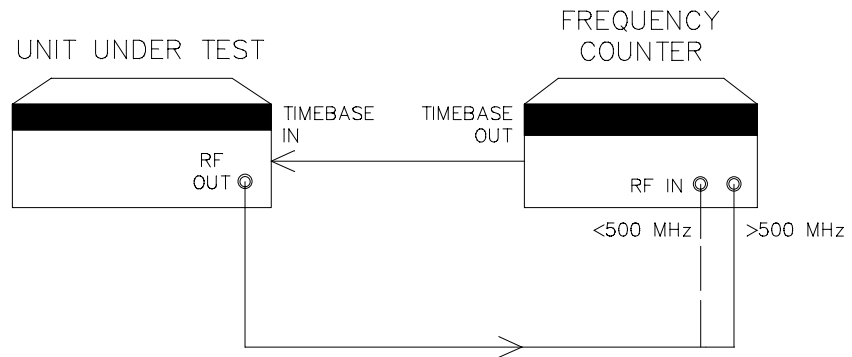 UNIT UNDER TEST
FREQUENCY
COUNTER
TIMEBASE
IN
TIMEBASE
OUT
RF
OUT
RF IN
<500 MHz
>500 MHz